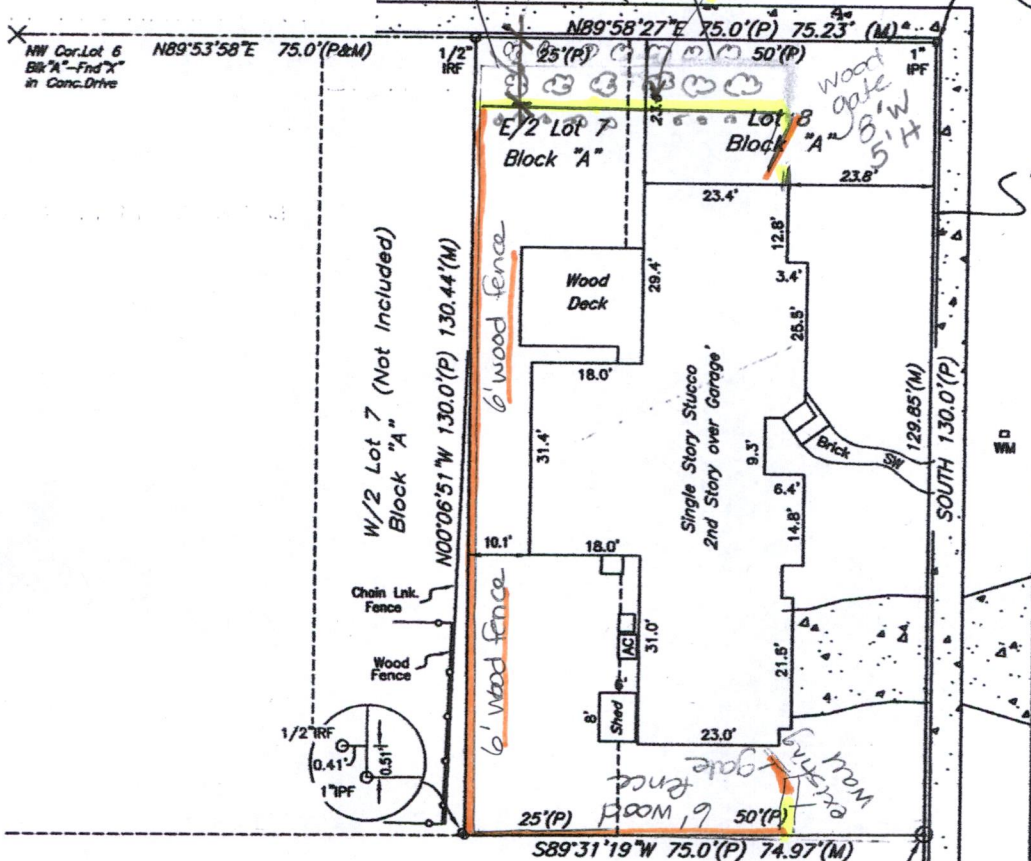 N89°58'27"E 75.0'(P) 75.23' (M)
NW Cor.Lot 6
Blk"A"-Fnd"X"
in Conc.Drive
N89°53'58"E 75.0'(P&M)
1/2"
IRF
25'(P)
50'(P)
1"
IPF
wood
gate
8'W
5'H
E/2 Lot 7
Block "A"
Lot 8
Block "A"
23.4'
23.8'
12.8'
3.4'
25.5'
29.4'
Wood
Deck
6' wood fence
18.0'
31.4'
W/2 Lot 7 (Not Included)
Block "A"
N00°06'51"W 130.0'(P) 130.44'(M)
Single Story Stucco
2nd Story over Garage'
9.3'
Brick
SW
6.4'
14.8'
129.85'(M)
SOUTH 130.0'(P)
WM
10.1'
18.0'
Chain Lnk.
Fence
Wood
Fence
6' wood fence
AC
31.0'
21.5'
8'
Shed
23.0'
1/2"IRF
0.41'
0.51'
1"IPF
gate
6' wood fence
existing
wall
25'(P)
50'(P)
S89°31'19"W 75.0'(P) 74.97'(M)